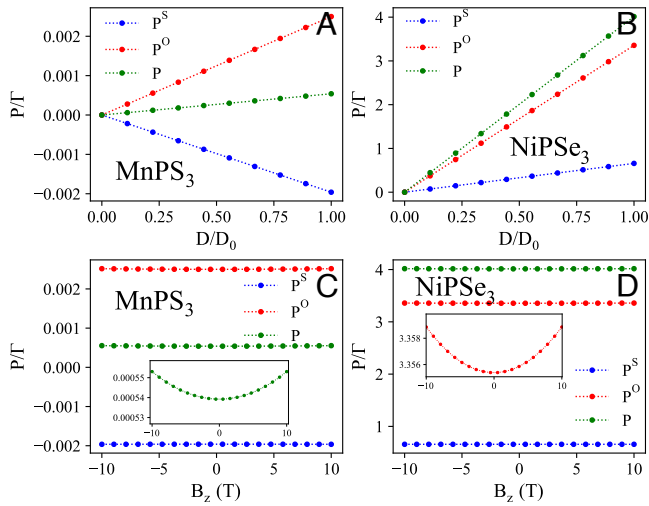 A
P^S
P^O
P
MnPS₃
P/Γ
0.002
0.001
0.000
−0.001
−0.002
0.00
0.25
0.50
0.75
1.00
D/D₀
B
P^S
P^O
P
NiPSe₃
P/Γ
4
3
2
1
0
0.00
0.25
0.50
0.75
1.00
D/D₀
C
MnPS₃
P^S
P^O
P
P/Γ
0.002
0.001
0.000
−0.001
−0.002
0.00055
0.00054
0.00053
−10
0
10
−10
−5
0
5
10
B_z (T)
D
NiPSe₃
P^S
P^O
P
P/Γ
4
3
2
1
3.358
3.356
−10
0
10
−10
−5
0
5
10
B_z (T)